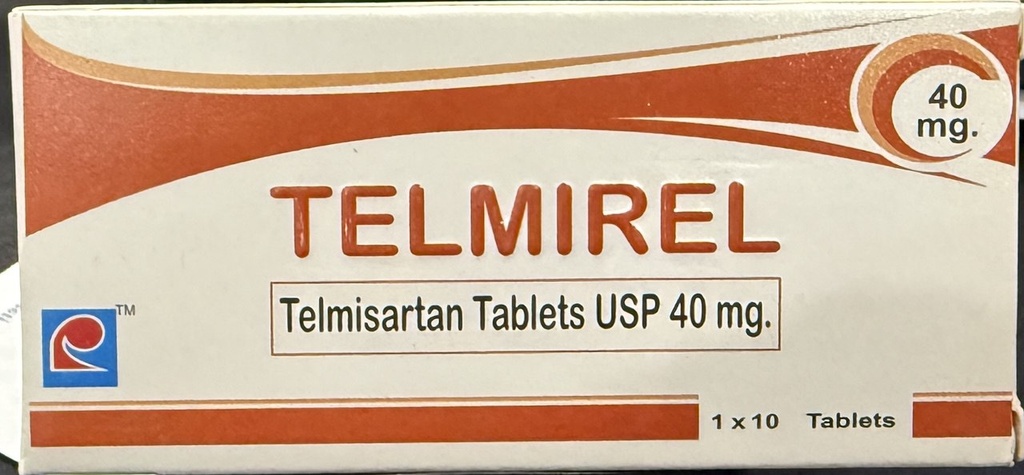 40
mg.
TELMIREL
Telmisartan Tablets USP 40 mg.
TM
1 x 10 Tablets